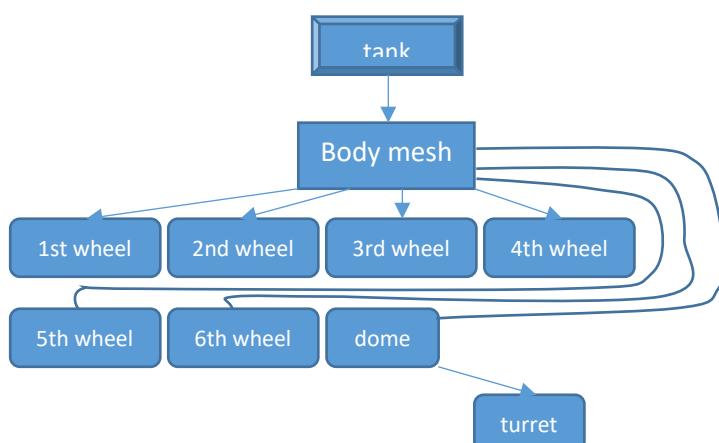 tank
Body mesh
1st wheel
2nd wheel
3rd wheel
4th wheel
5th wheel
6th wheel
dome
turret